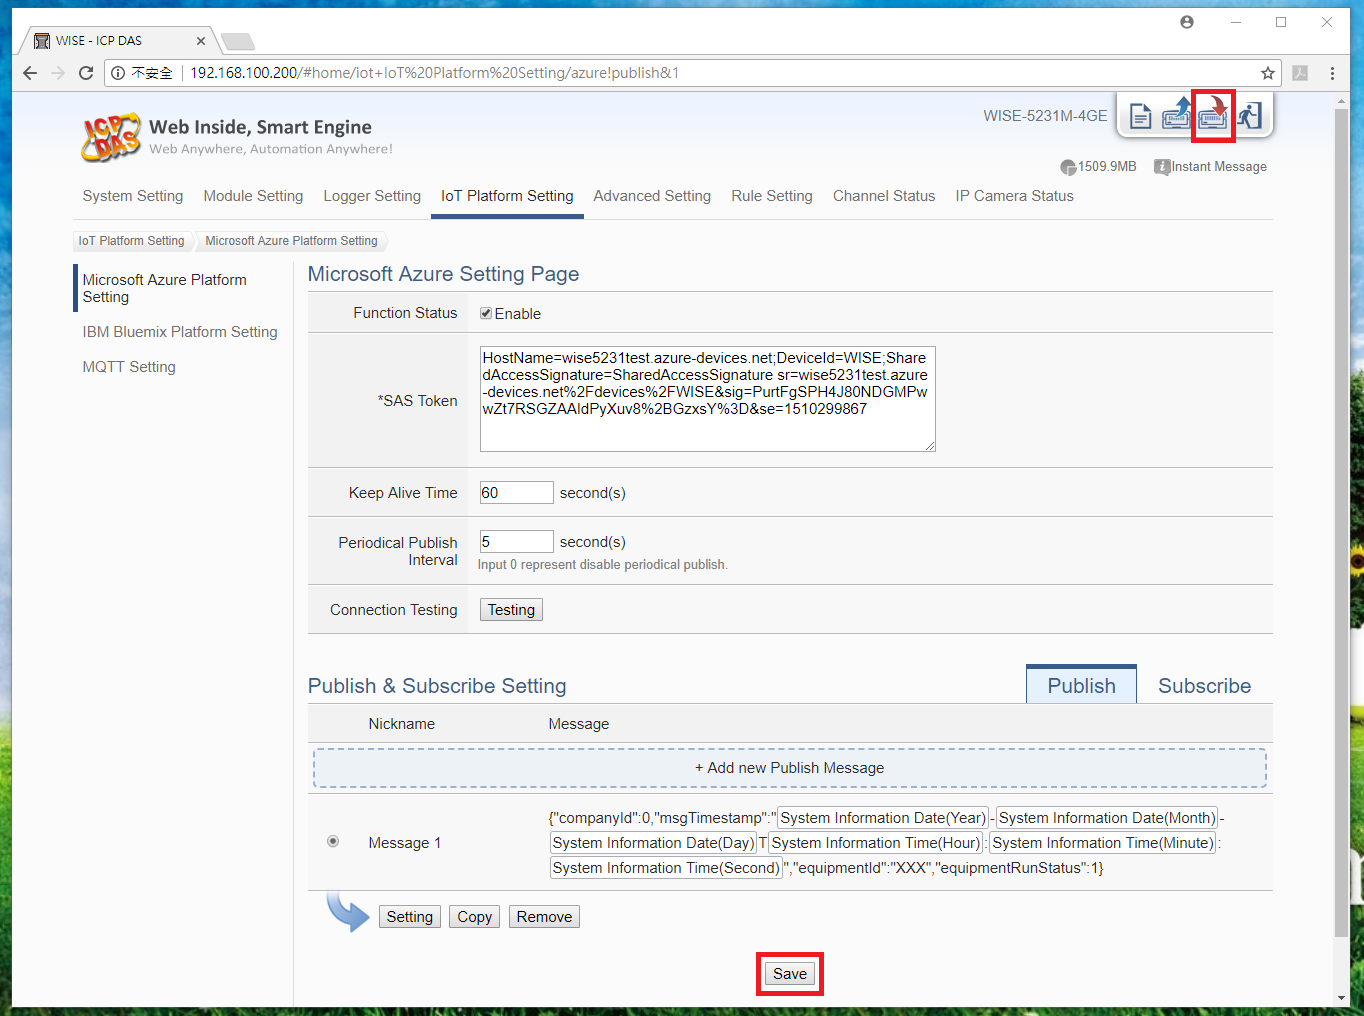 WISE - ICP DAS
不安全 192.168.100.200/#home/iot+IoT%20Platform%20Setting/azure!publish&1
ICP DAS
Web Inside, Smart Engine
Web Anywhere, Automation Anywhere!
WISE-5231M-4GE
1509.9MB Instant Message
System Setting Module Setting Logger Setting IoT Platform Setting Advanced Setting Rule Setting Channel Status IP Camera Status
IoT Platform Setting Microsoft Azure Platform Setting
Microsoft Azure Platform
Setting
IBM Bluemix Platform Setting
MQTT Setting
Microsoft Azure Setting Page
Function Status Enable
*SAS Token
HostName=wise5231test.azure-devices.net;DeviceId=WISE;Share
dAccessSignature=SharedAccessSignature sr=wise5231test.azure
-devices.net%2Fdevices%2FWISE&sig=PurtFgSPH4J80NDGMPw
wZt7RSGZAAIdPyXuv8%2BGzxsY%3D&se=1510299867
Keep Alive Time 60 second(s)
Periodical Publish
Interval
5 second(s)
Input 0 represent disable periodical publish.
Connection Testing Testing
Publish & Subscribe Setting Publish Subscribe
Nickname Message
+ Add new Publish Message
Message 1
{"companyId":0,"msgTimestamp":"System Information Date(Year)-System Information Date(Month)-
System Information Date(Day)TSystem Information Time(Hour):System Information Time(Minute):
System Information Time(Second)","equipmentId":"XXX","equipmentRunStatus":1}
Setting Copy Remove
Save